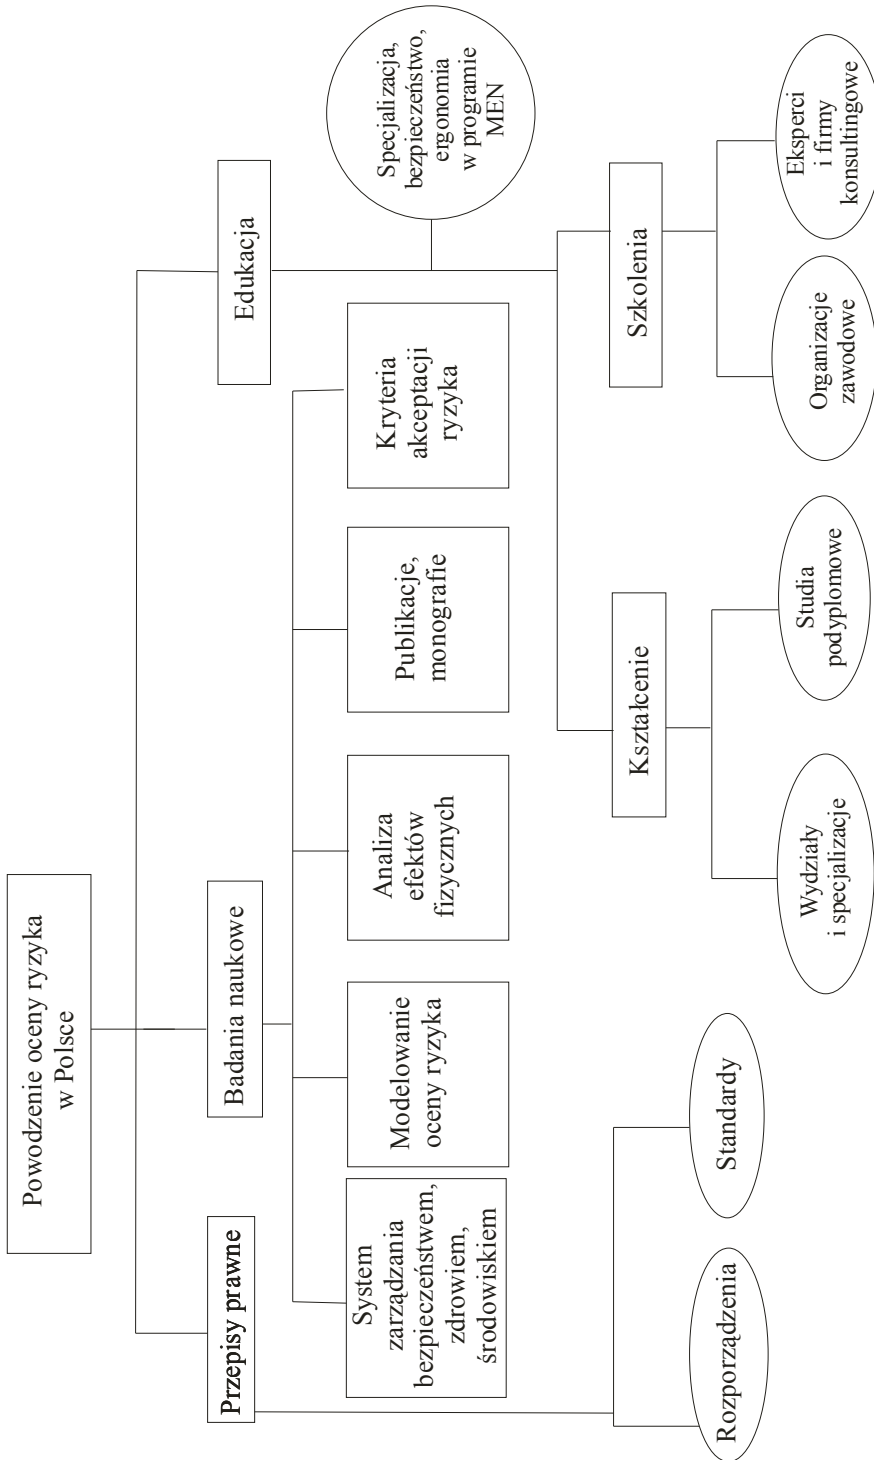 Powodzenie oceny ryzyka
w Polsce
Przepisy prawne
Badania naukowe
Edukacja
System
zarządzania
bezpieczeństwem,
zdrowiem,
środowiskiem
Modelowanie
oceny ryzyka
Analiza
efektów
fizycznych
Publikacje,
monografie
Kryteria
akceptacji
ryzyka
Specjalizacja,
bezpieczeństwo,
ergonomia
w programie
MEN
Kształcenie
Szkolenia
Rozporządzenia
Standardy
Wydziały
i specjalizacje
Studia
podyplomowe
Organizacje
zawodowe
Eksperci
i firmy
konsultingowe